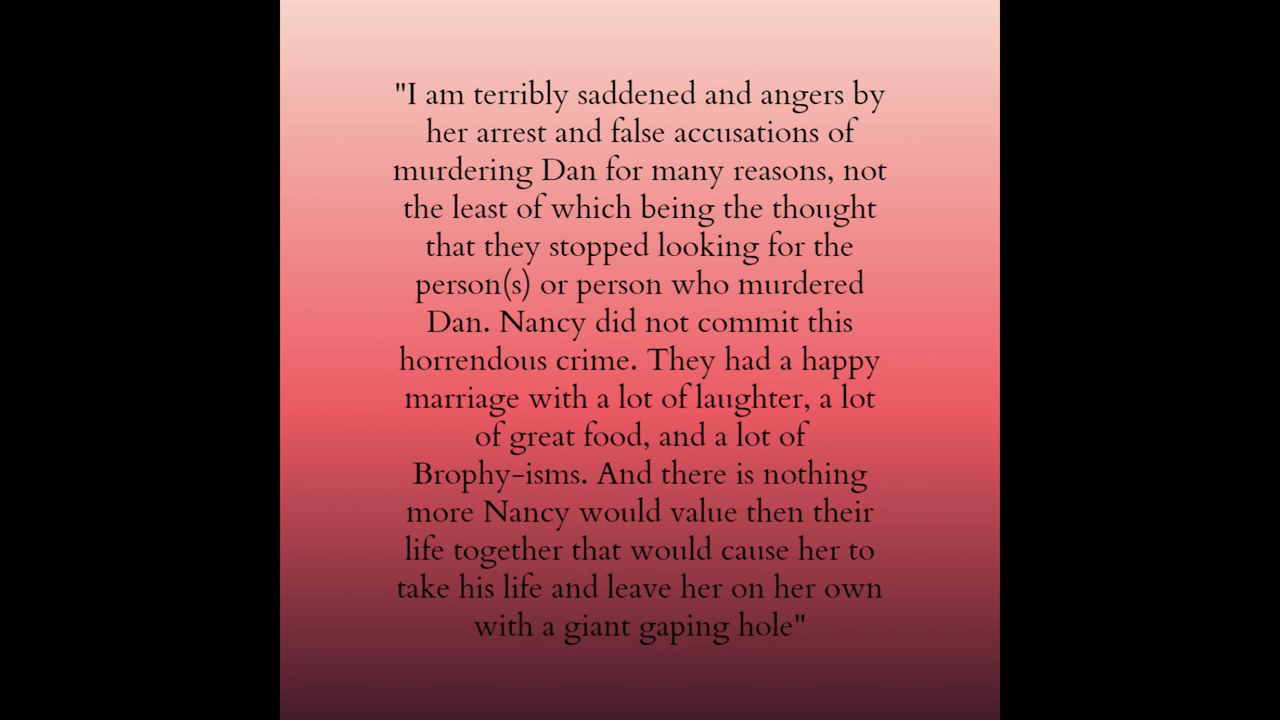 "I am terribly saddened and angers by
her arrest and false accusations of
murdering Dan for many reasons, not
the least of which being the thought
that they stopped looking for the
person(s) or person who murdered
Dan. Nancy did not commit this
horrendous crime. They had a happy
marriage with a lot of laughter, a lot
of great food, and a lot of
Brophy-isms. And there is nothing
more Nancy would value then their
life together that would cause her to
take his life and leave her on her own
with a giant gaping hole"